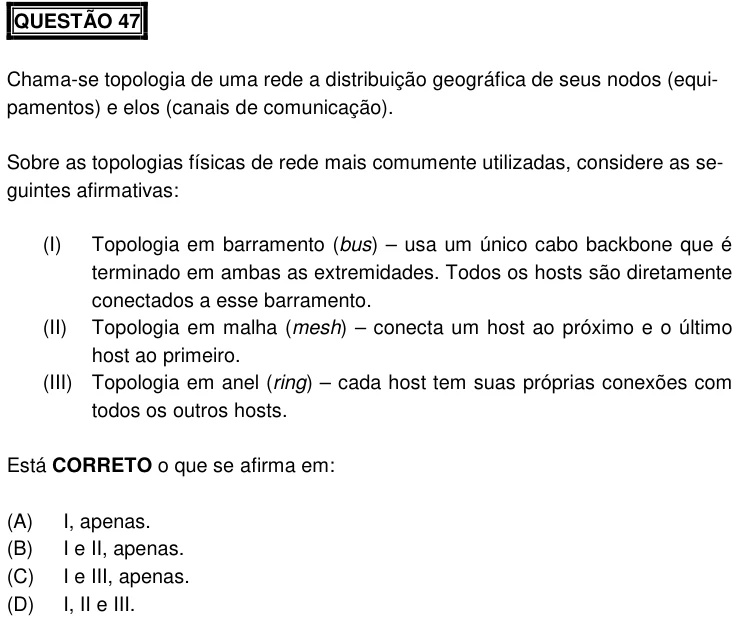 QUESTÃO 47
Chama-se topologia de uma rede a distribuição geográfica de seus nodos (equi-
pamentos) e elos (canais de comunicação).
Sobre as topologias físicas de rede mais comumente utilizadas, considere as se-
guintes afirmativas:
(I) Topologia em barramento (bus) – usa um único cabo backbone que é
terminado em ambas as extremidades. Todos os hosts são diretamente
conectados a esse barramento.
(II) Topologia em malha (mesh) – conecta um host ao próximo e o último
host ao primeiro.
(III) Topologia em anel (ring) – cada host tem suas próprias conexões com
todos os outros hosts.
Está CORRETO o que se afirma em:
(A) I, apenas.
(B) I e II, apenas.
(C) I e III, apenas.
(D) I, II e III.